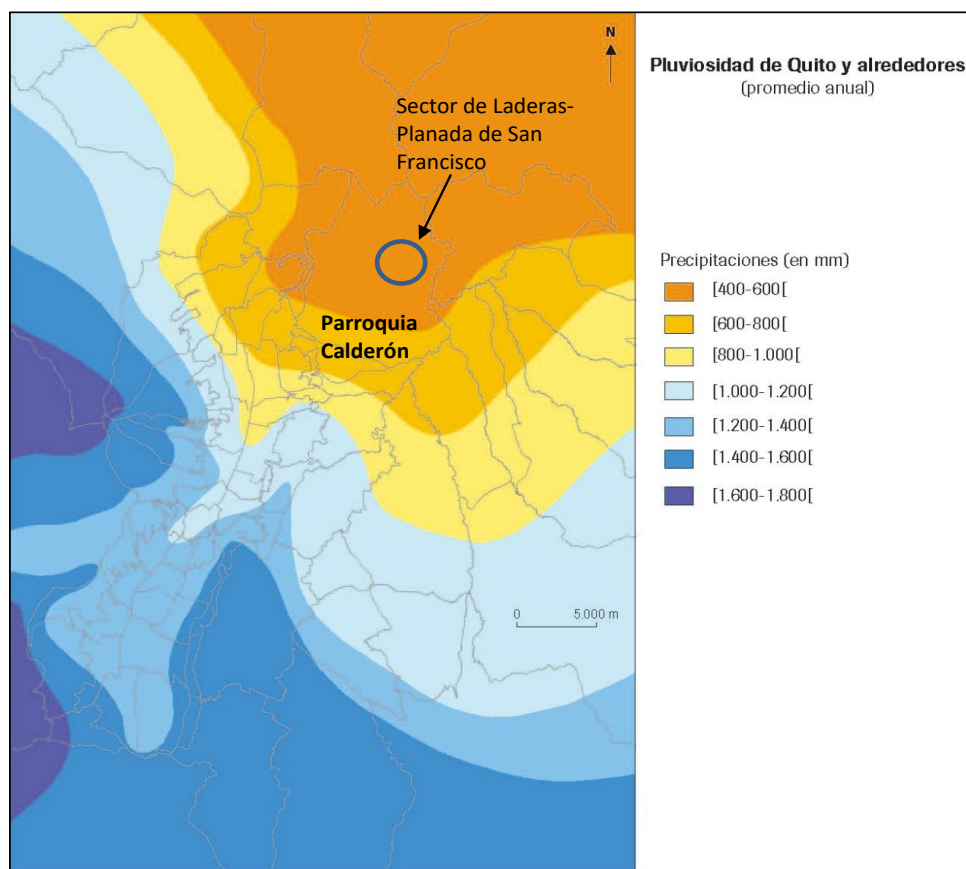 N
Pluviosidad de Quito y alrededores
(promedio anual)
Sector de Laderas-
Planada de San
Francisco
Precipitaciones (en mm)
[400-600[
[600-800[
[800-1.000[
[1.000-1.200[
[1.200-1.400[
[1.400-1.600[
[1.600-1.800[
Parroquia
Calderón
0 5.000 m